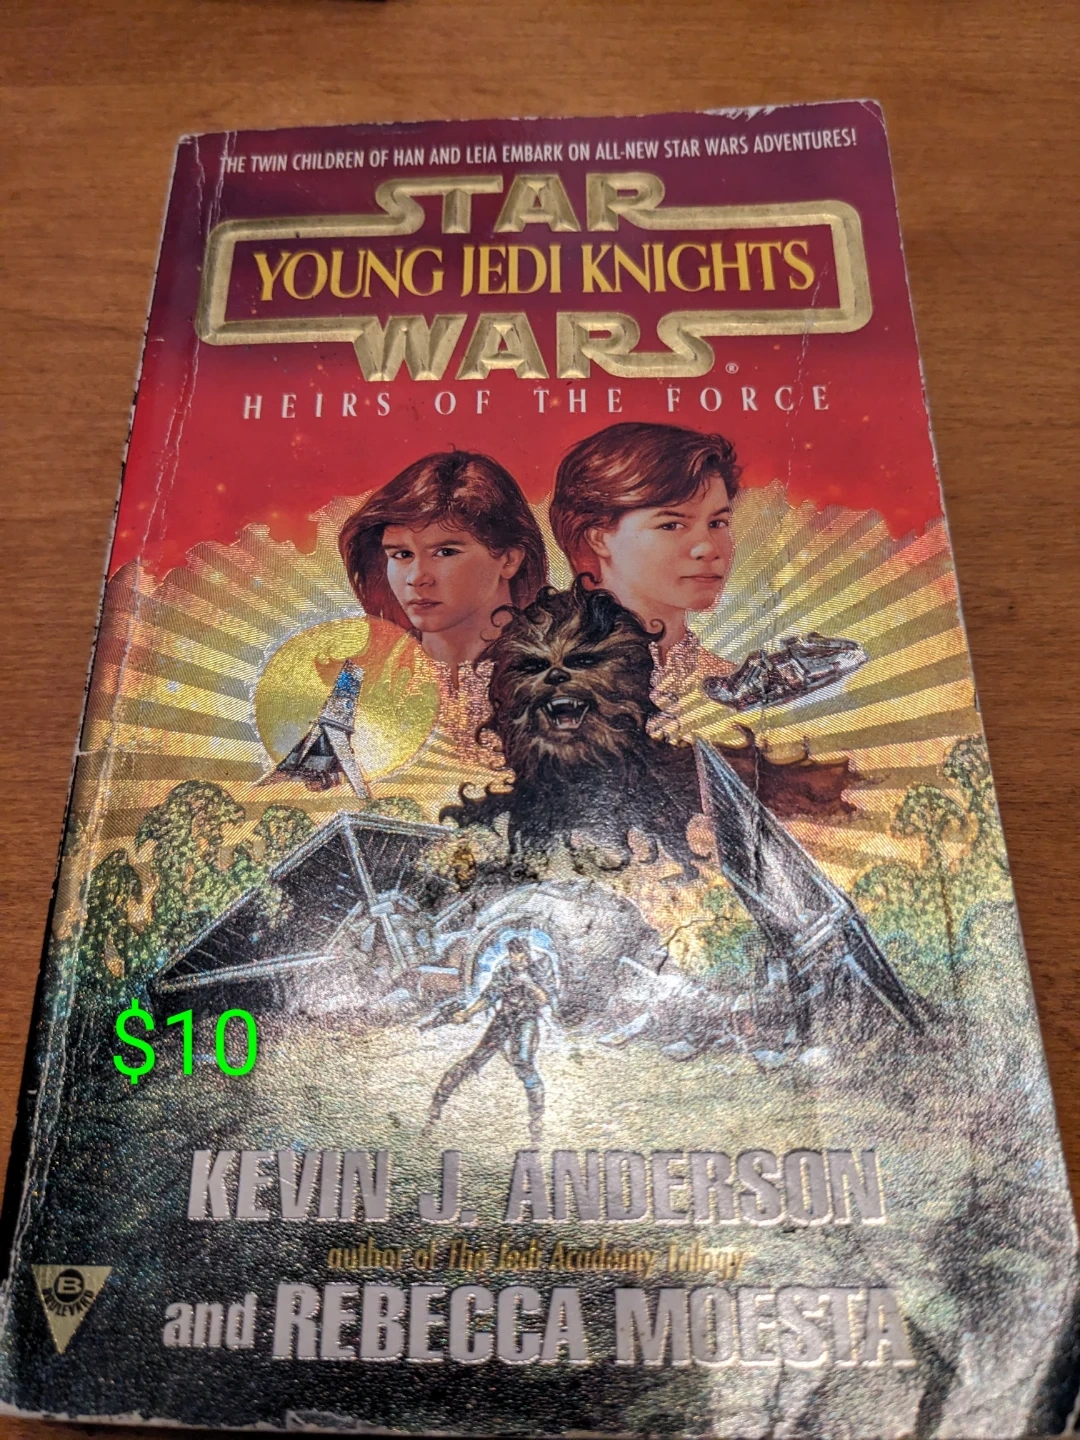 THE TWIN CHILDREN OF HAN AND LEIA EMBARK ON ALL-NEW STAR WARS ADVENTURES!
STAR
YOUNG JEDI KNIGHTS
WARS®
HEIRS OF THE FORCE
$10
KEVIN J. ANDERSON
author of The Jedi Academy Trilogy
and REBECCA MOESTA
B
BOULEVARD